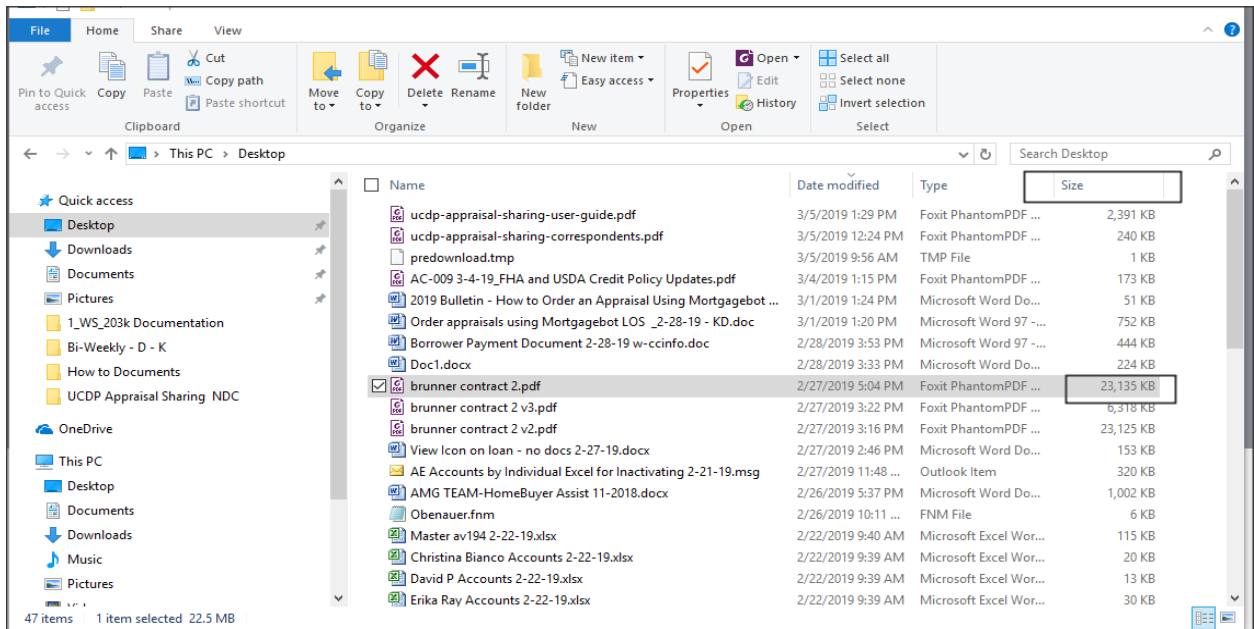 File Home Share View
Pin to Quick access
Copy
Paste
Cut
Copy path
Paste shortcut
Clipboard
Move to
Copy to
Delete
Rename
Organize
New folder
New item
Easy access
New
Properties
Open
Edit
History
Open
Select all
Select none
Invert selection
Select
This PC > Desktop
Search Desktop
Quick access
Desktop
Downloads
Documents
Pictures
1_WS_203k Documentation
Bi-Weekly - D - K
How to Documents
UCDP Appraisal Sharing NDC
OneDrive
This PC
Desktop
Documents
Downloads
Music
Pictures
Name Date modified Type Size
ucdp-appraisal-sharing-user-guide.pdf 3/5/2019 1:29 PM Foxit PhantomPDF ... 2,391 KB
ucdp-appraisal-sharing-correspondents.pdf 3/5/2019 12:24 PM Foxit PhantomPDF ... 240 KB
predownload.tmp 3/5/2019 9:56 AM TMP File 1 KB
AC-009 3-4-19_FHA and USDA Credit Policy Updates.pdf 3/4/2019 1:15 PM Foxit PhantomPDF ... 173 KB
2019 Bulletin - How to Order an Appraisal Using Mortgagebot ... 3/1/2019 1:24 PM Microsoft Word Do... 51 KB
Order appraisals using Mortgagebot LOS _2-28-19 - KD.doc 3/1/2019 1:20 PM Microsoft Word 97 -... 752 KB
Borrower Payment Document 2-28-19 w-ccinfo.doc 2/28/2019 3:53 PM Microsoft Word 97 -... 444 KB
Doc1.docx 2/28/2019 3:33 PM Microsoft Word Do... 224 KB
brunner contract 2.pdf 2/27/2019 5:04 PM Foxit PhantomPDF ... 23,135 KB
brunner contract 2 v3.pdf 2/27/2019 3:22 PM Foxit PhantomPDF ... 6,318 KB
brunner contract 2 v2.pdf 2/27/2019 3:16 PM Foxit PhantomPDF ... 23,125 KB
View Icon on loan - no docs 2-27-19.docx 2/27/2019 2:46 PM Microsoft Word Do... 153 KB
AE Accounts by Individual Excel for Inactivating 2-21-19.msg 2/27/2019 11:48 ... Outlook Item 320 KB
AMG TEAM-HomeBuyer Assist 11-2018.docx 2/26/2019 5:37 PM Microsoft Word Do... 1,002 KB
Obenauer.fnm 2/26/2019 10:11 ... FNM File 6 KB
Master av194 2-22-19.xlsx 2/22/2019 9:40 AM Microsoft Excel Wor... 115 KB
Christina Bianco Accounts 2-22-19.xlsx 2/22/2019 9:39 AM Microsoft Excel Wor... 20 KB
David P Accounts 2-22-19.xlsx 2/22/2019 9:39 AM Microsoft Excel Wor... 13 KB
Erika Ray Accounts 2-22-19.xlsx 2/22/2019 9:39 AM Microsoft Excel Wor... 30 KB
47 items 1 item selected 22.5 MB